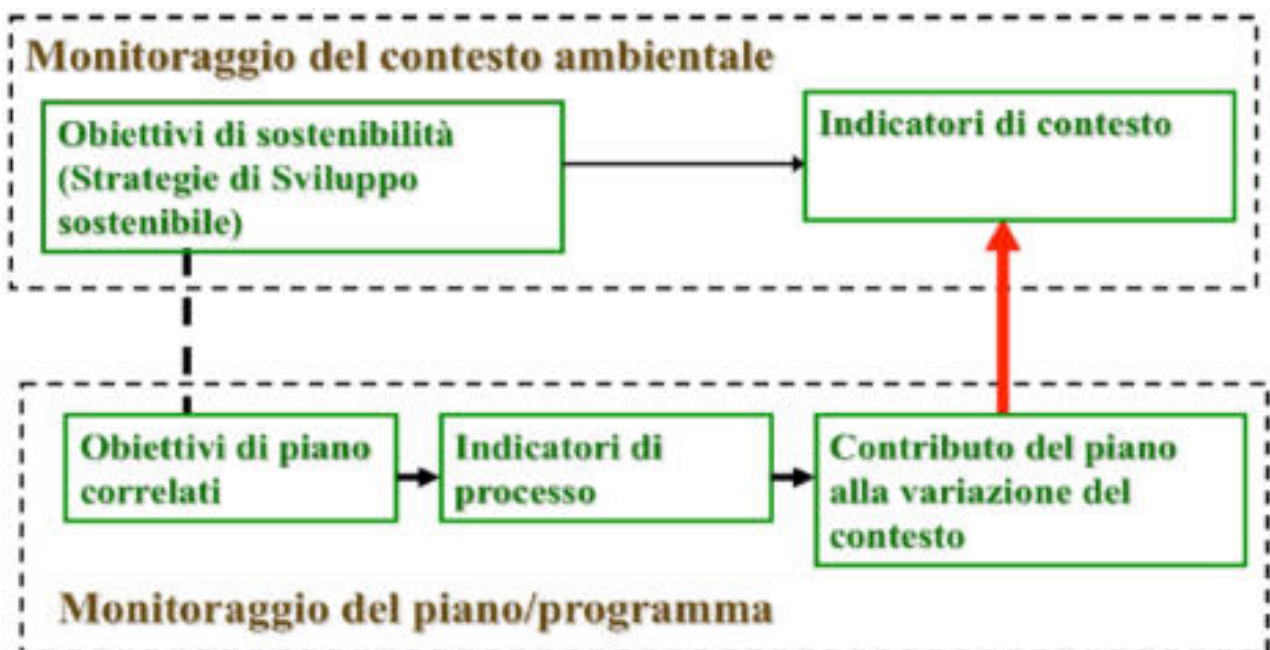 Monitoraggio del contesto ambientale
Obiettivi di sostenibilità
(Strategie di Sviluppo
sostenibile)
Indicatori di contesto
Obiettivi di piano
correlati
Indicatori di
processo
Contributo del piano
alla variazione del
contesto
Monitoraggio del piano/programma